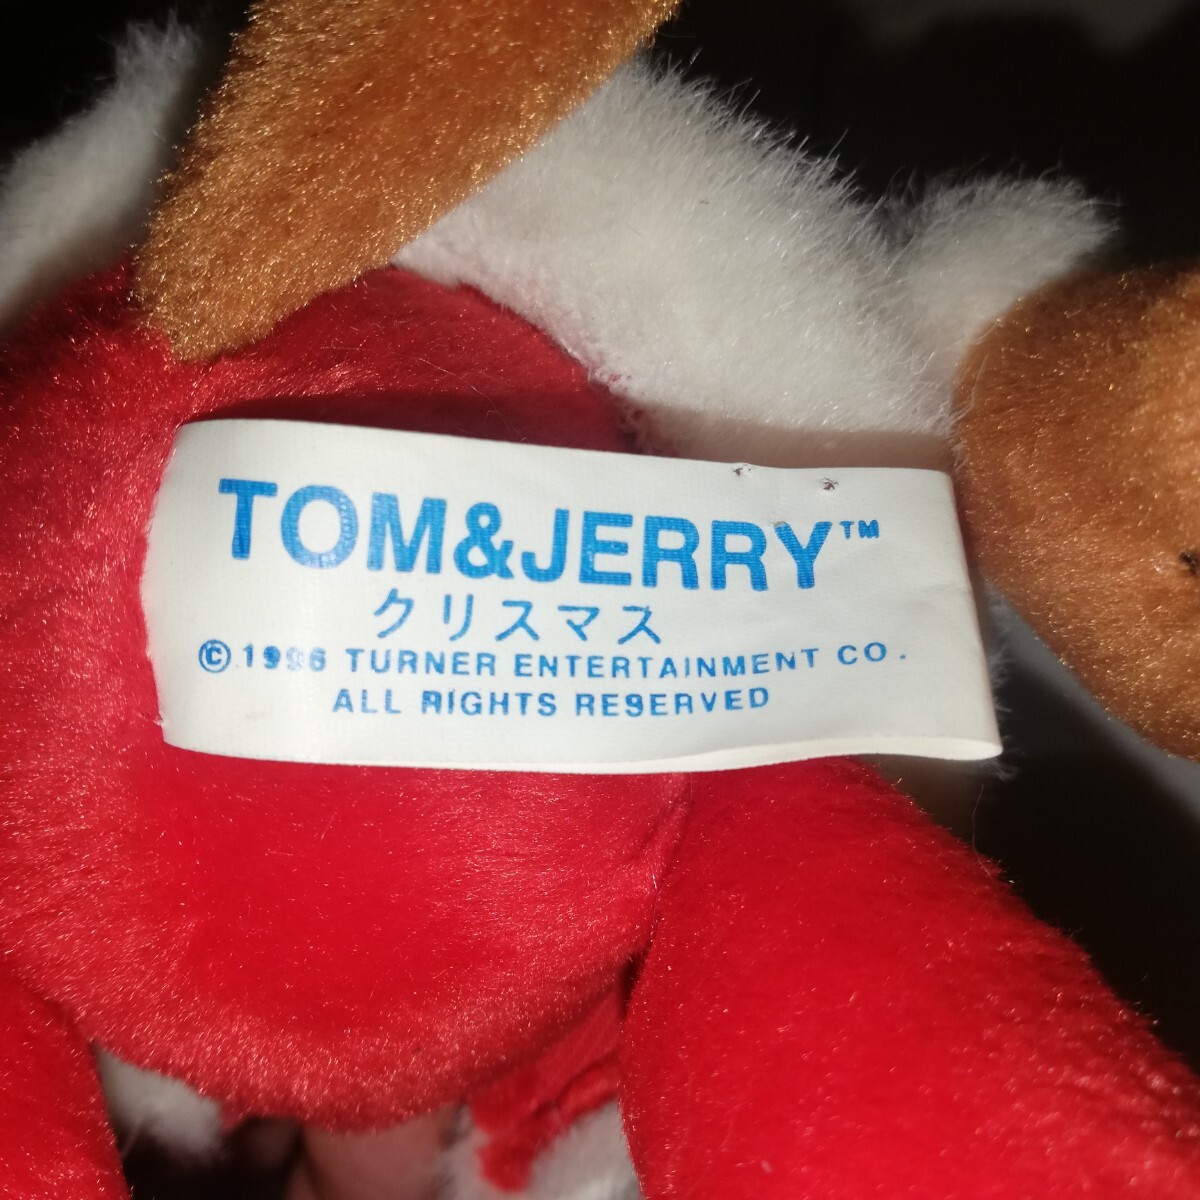 TOM&JERRY™
クリスマス
© 1996 TURNER ENTERTAINMENT CO.
ALL RIGHTS RESERVED